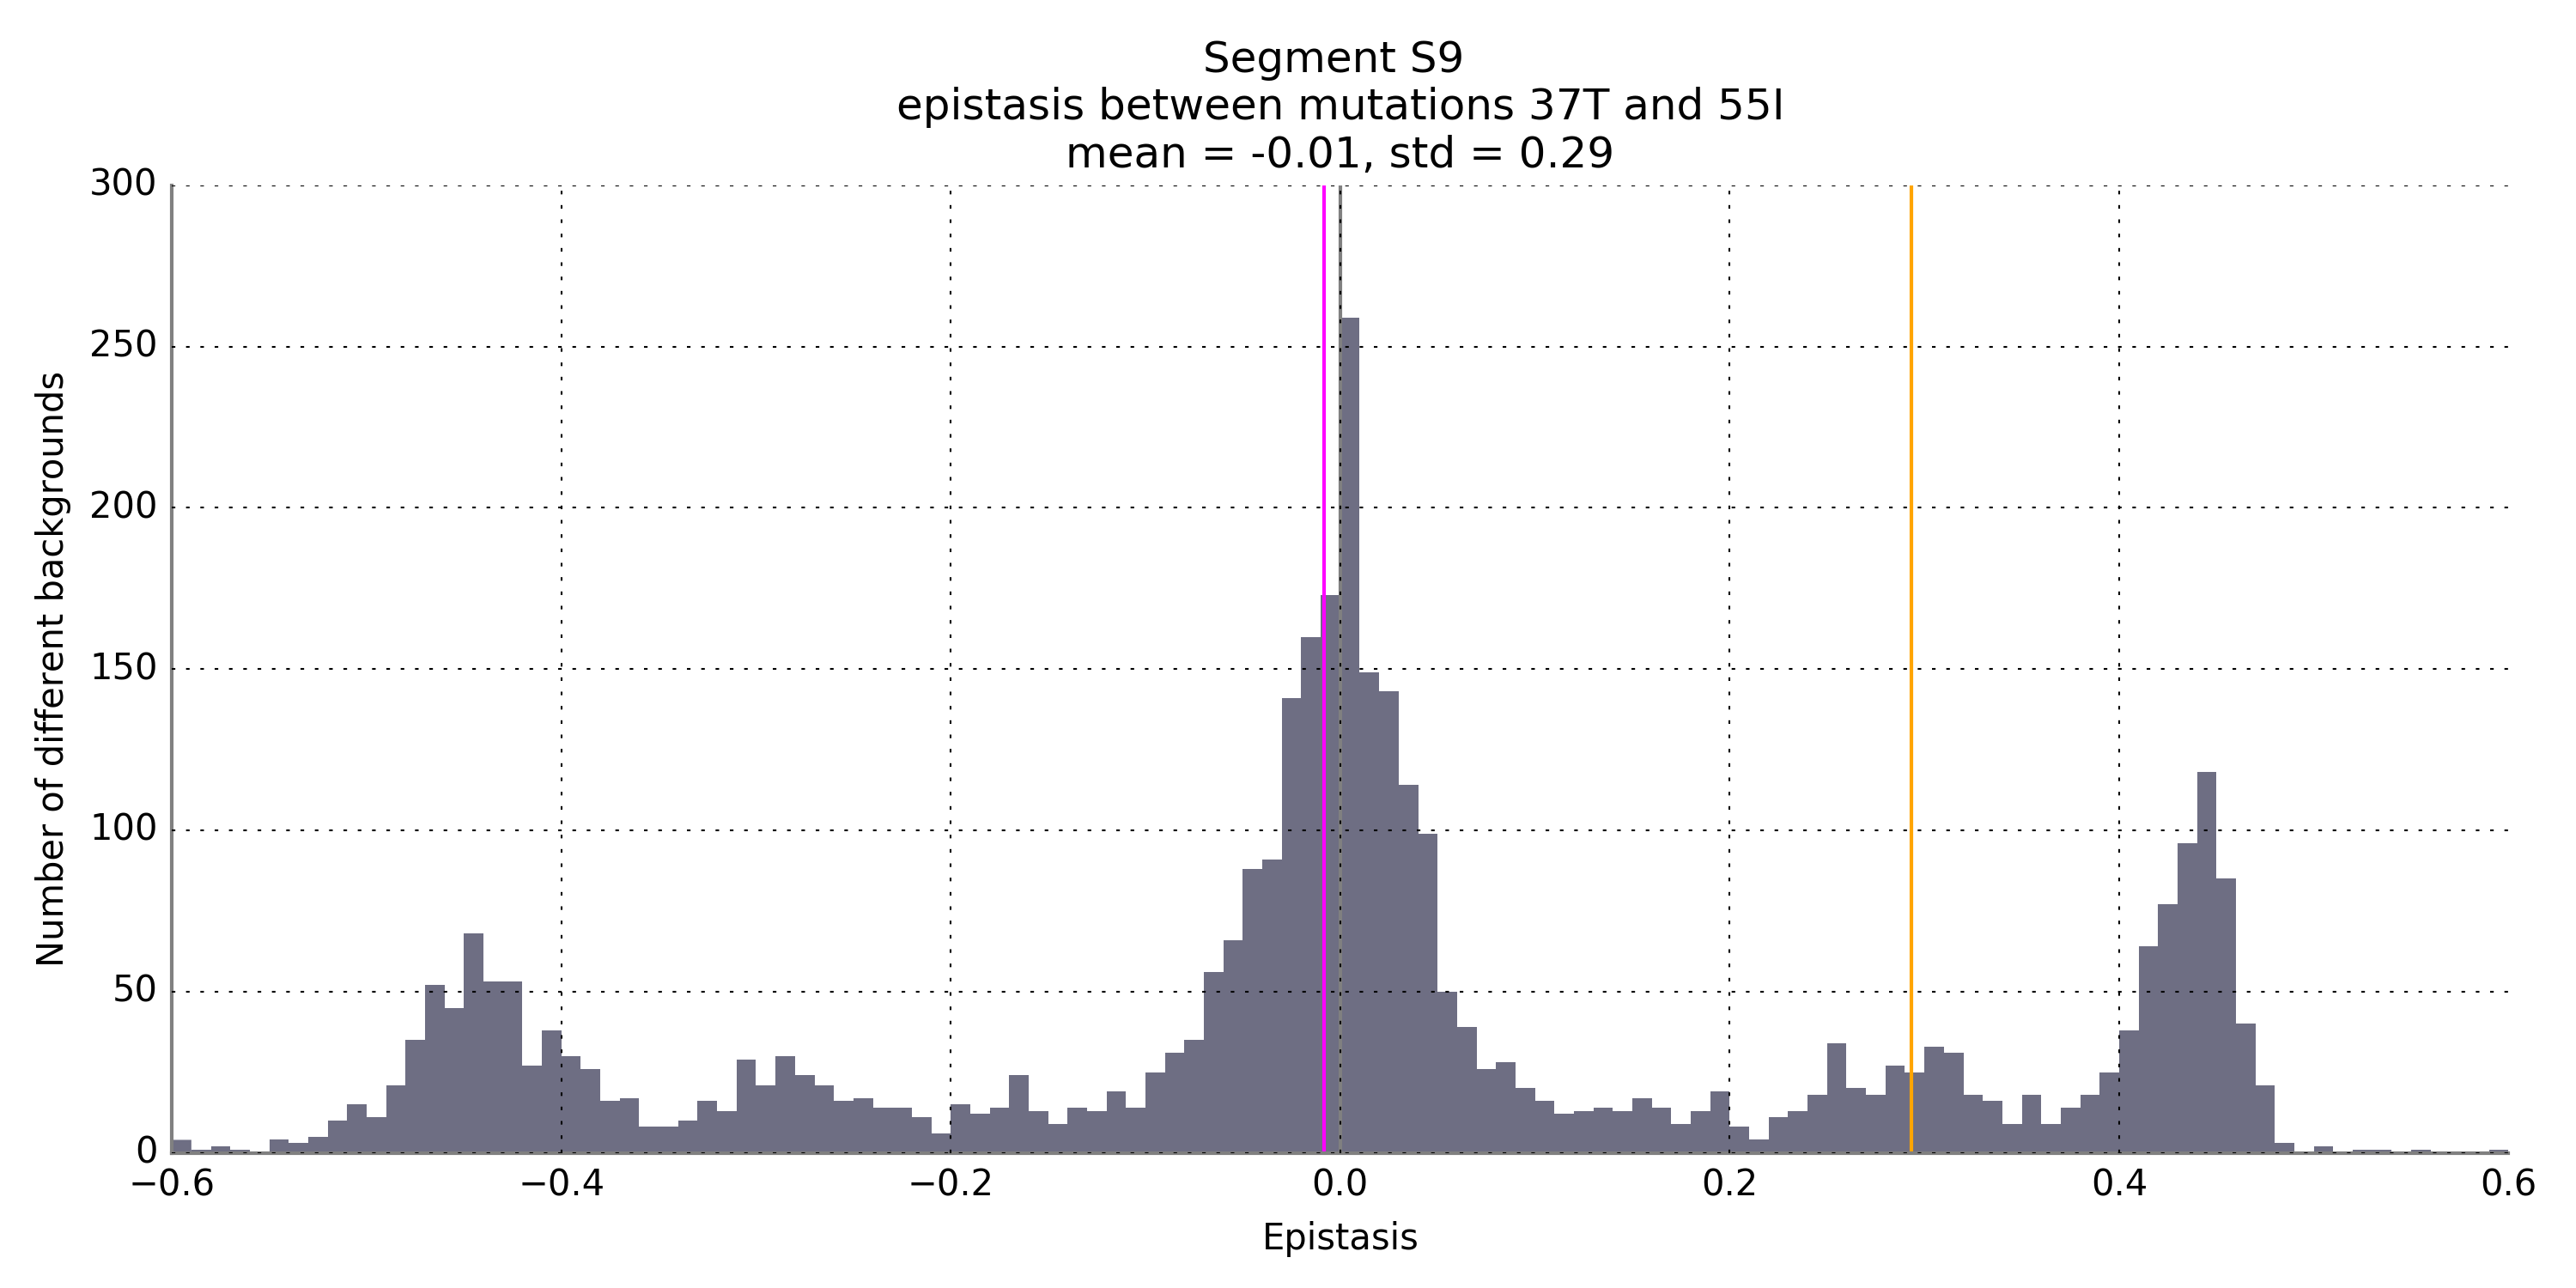 Segment S9
epistasis between mutations 37T and 55I
mean = -0.01, std = 0.29
300
250
200
150
100
50
0
Number of different backgrounds
−0.6 −0.4 −0.2 0.0 0.2 0.4 0.6
Epistasis